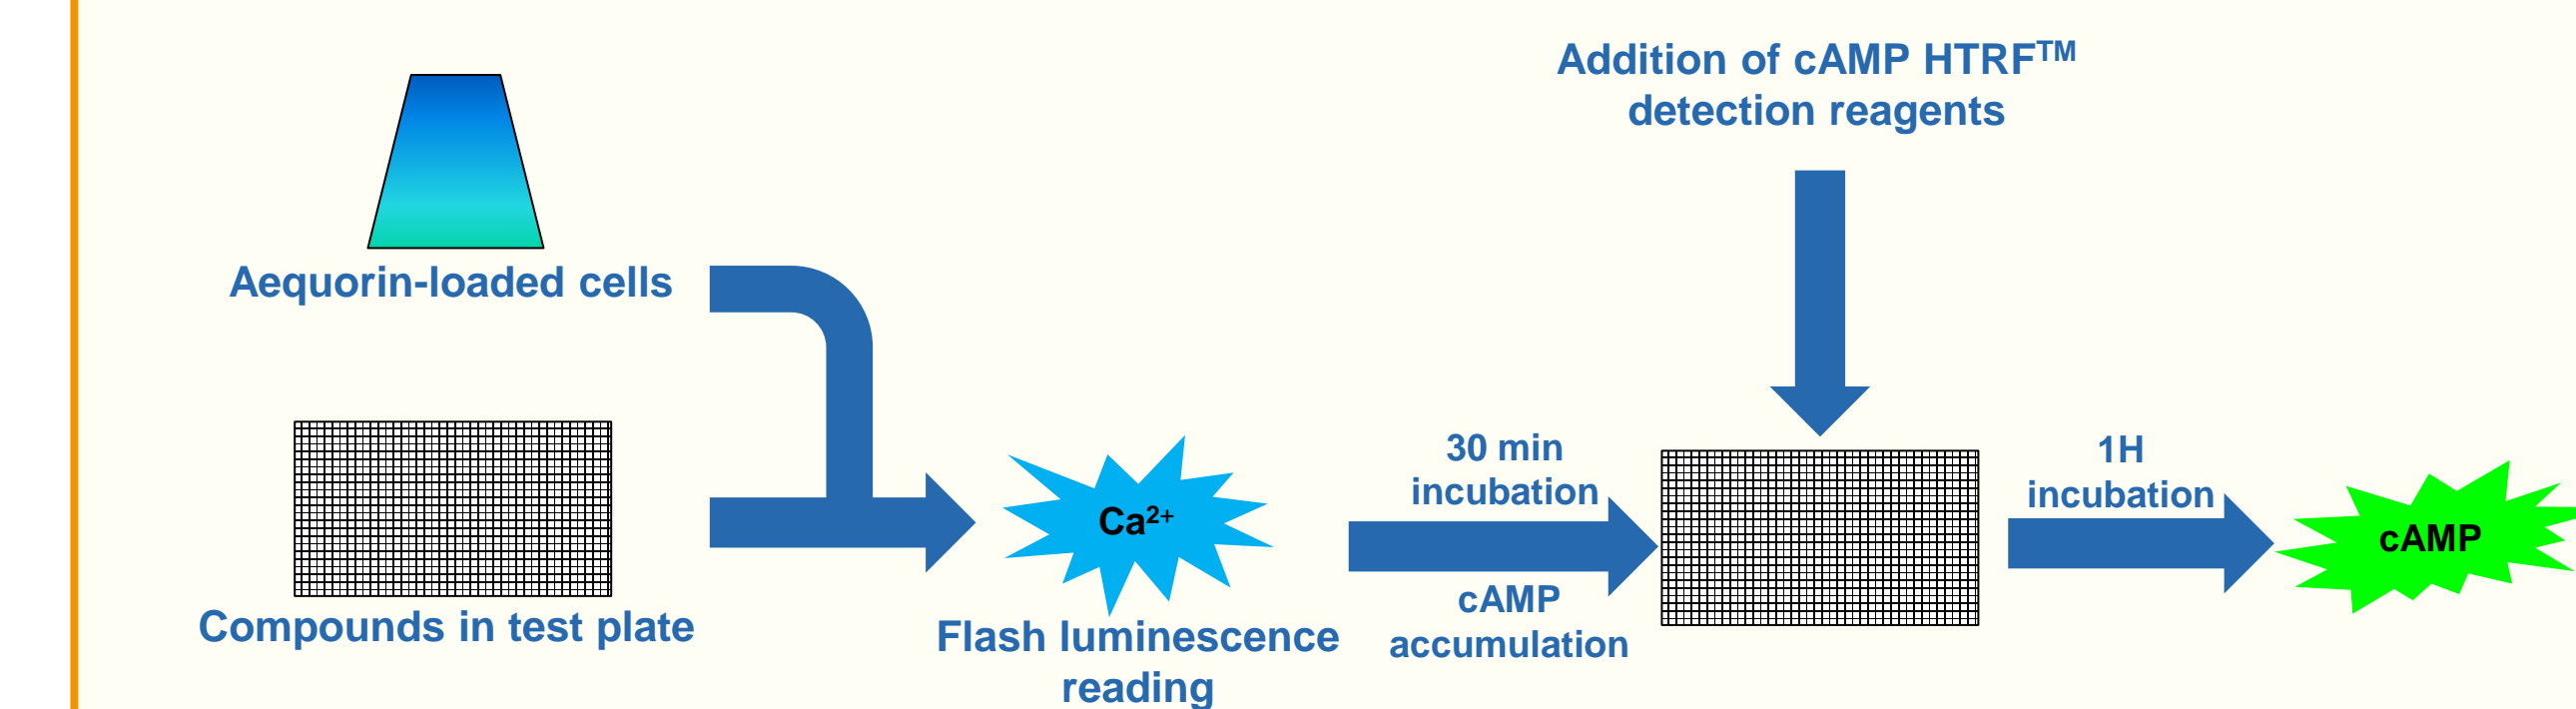 Addition of cAMP HTRF™
detection reagents
Aequorin-loaded cells
Compounds in test plate
Ca²⁺
Flash luminescence
reading
30 min
incubation
cAMP
accumulation
1H
incubation
cAMP